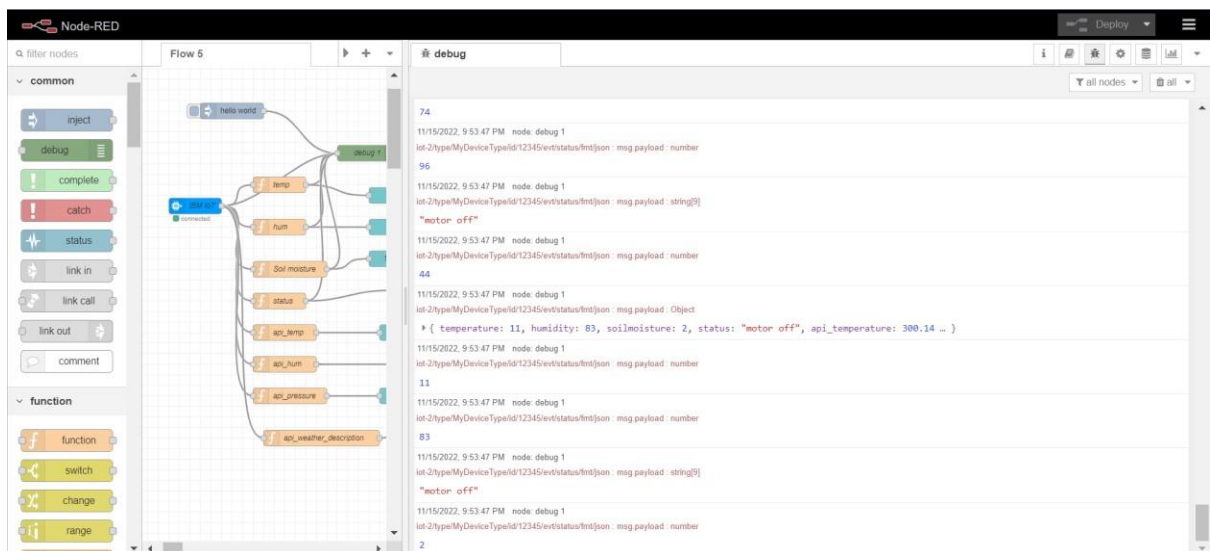 Node-RED
Deploy
filter nodes
Flow 5
debug
i
all nodes
all
common
inject
debug
complete
catch
status
link in
link call
link out
comment
function
function
switch
change
range
hello world
debug 1
IBM IoT
connected
temp
hum
Soil moisture
status
api_temp
api_hum
api_pressure
api_weather_description
74
11/15/2022, 9:53:47 PM node: debug 1
iot-2/type/MyDeviceType/id/12345/evt/status/fmt/json : msg.payload : number
96
11/15/2022, 9:53:47 PM node: debug 1
iot-2/type/MyDeviceType/id/12345/evt/status/fmt/json : msg.payload : string[9]
"motor off"
11/15/2022, 9:53:47 PM node: debug 1
iot-2/type/MyDeviceType/id/12345/evt/status/fmt/json : msg.payload : number
44
11/15/2022, 9:53:47 PM node: debug 1
iot-2/type/MyDeviceType/id/12345/evt/status/fmt/json : msg.payload : Object
{ temperature: 11, humidity: 83, soilmoisture: 2, status: "motor off", api_temperature: 300.14 … }
11/15/2022, 9:53:47 PM node: debug 1
iot-2/type/MyDeviceType/id/12345/evt/status/fmt/json : msg.payload : number
11
11/15/2022, 9:53:47 PM node: debug 1
iot-2/type/MyDeviceType/id/12345/evt/status/fmt/json : msg.payload : number
83
11/15/2022, 9:53:47 PM node: debug 1
iot-2/type/MyDeviceType/id/12345/evt/status/fmt/json : msg.payload : string[9]
"motor off"
11/15/2022, 9:53:47 PM node: debug 1
iot-2/type/MyDeviceType/id/12345/evt/status/fmt/json : msg.payload : number
2